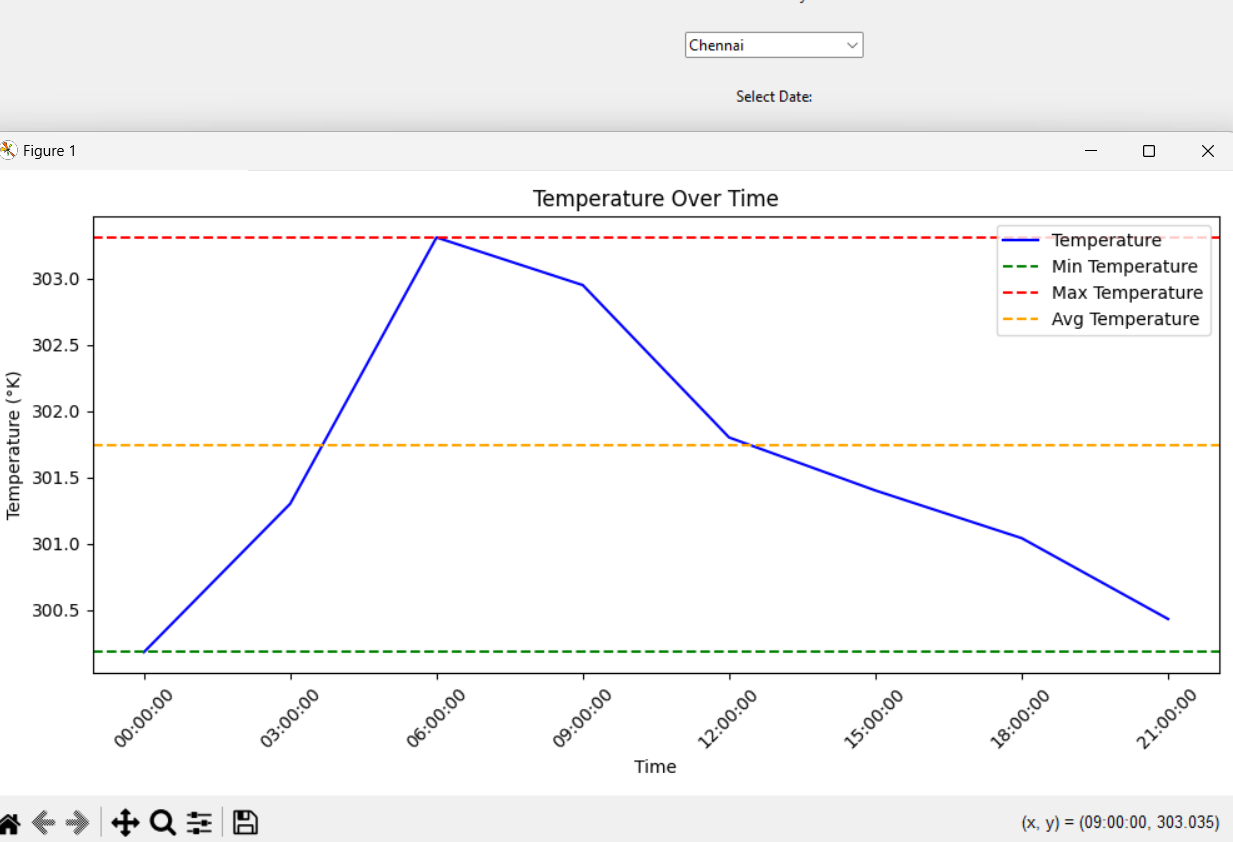 Chennai
Select Date:
Figure 1
Temperature Over Time
Temperature
Min Temperature
Max Temperature
Avg Temperature
Temperature (°K)
303.0
302.5
302.0
301.5
301.0
300.5
00:00:00 03:00:00 06:00:00 09:00:00 12:00:00 15:00:00 18:00:00 21:00:00
Time
(x, y) = (09:00:00, 303.035)